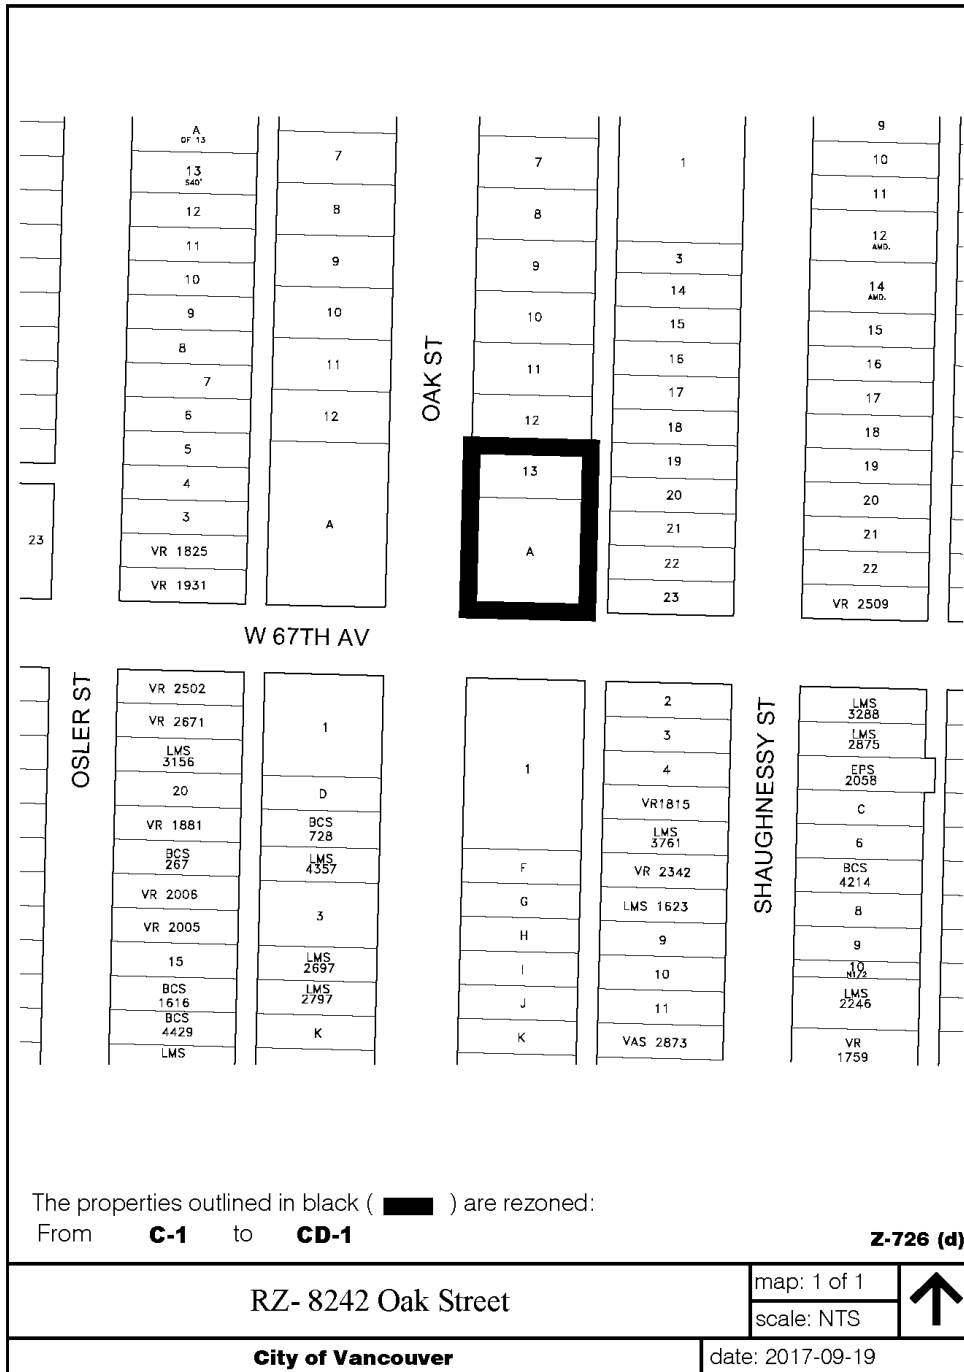 A
OF 13
13
S40'
12
11
10
9
8
7
6
5
4
3
VR 1825
VR 1931
7
8
9
10
11
12
A
23
OAK ST
7
8
9
10
11
12
13
A
1
3
14
15
16
17
18
19
20
21
22
23
9
10
11
12
AMD.
14
AMD.
15
16
17
18
19
20
21
22
VR 2509
W 67TH AV
OSLER ST
VR 2502
VR 2671
LMS
3156
20
VR 1881
BCS
267
VR 2006
VR 2005
15
BCS
1616
BCS
4429
LMS
1
D
BCS
728
LMS
4357
3
LMS
2697
LMS
2797
K
1
F
G
H
I
J
K
2
3
4
VR1815
LMS
3761
VR 2342
LMS 1623
9
10
11
VAS 2873
SHAUGHNESSY ST
LMS
3288
LMS
2875
EPS
2058
C
6
BCS
4214
8
9
10
N1/2
LMS
2246
VR
1759
The properties outlined in black ( ) are rezoned:
From C-1 to CD-1
Z-726 (d)
RZ- 8242 Oak Street
map: 1 of 1
scale: NTS
City of Vancouver
date: 2017-09-19